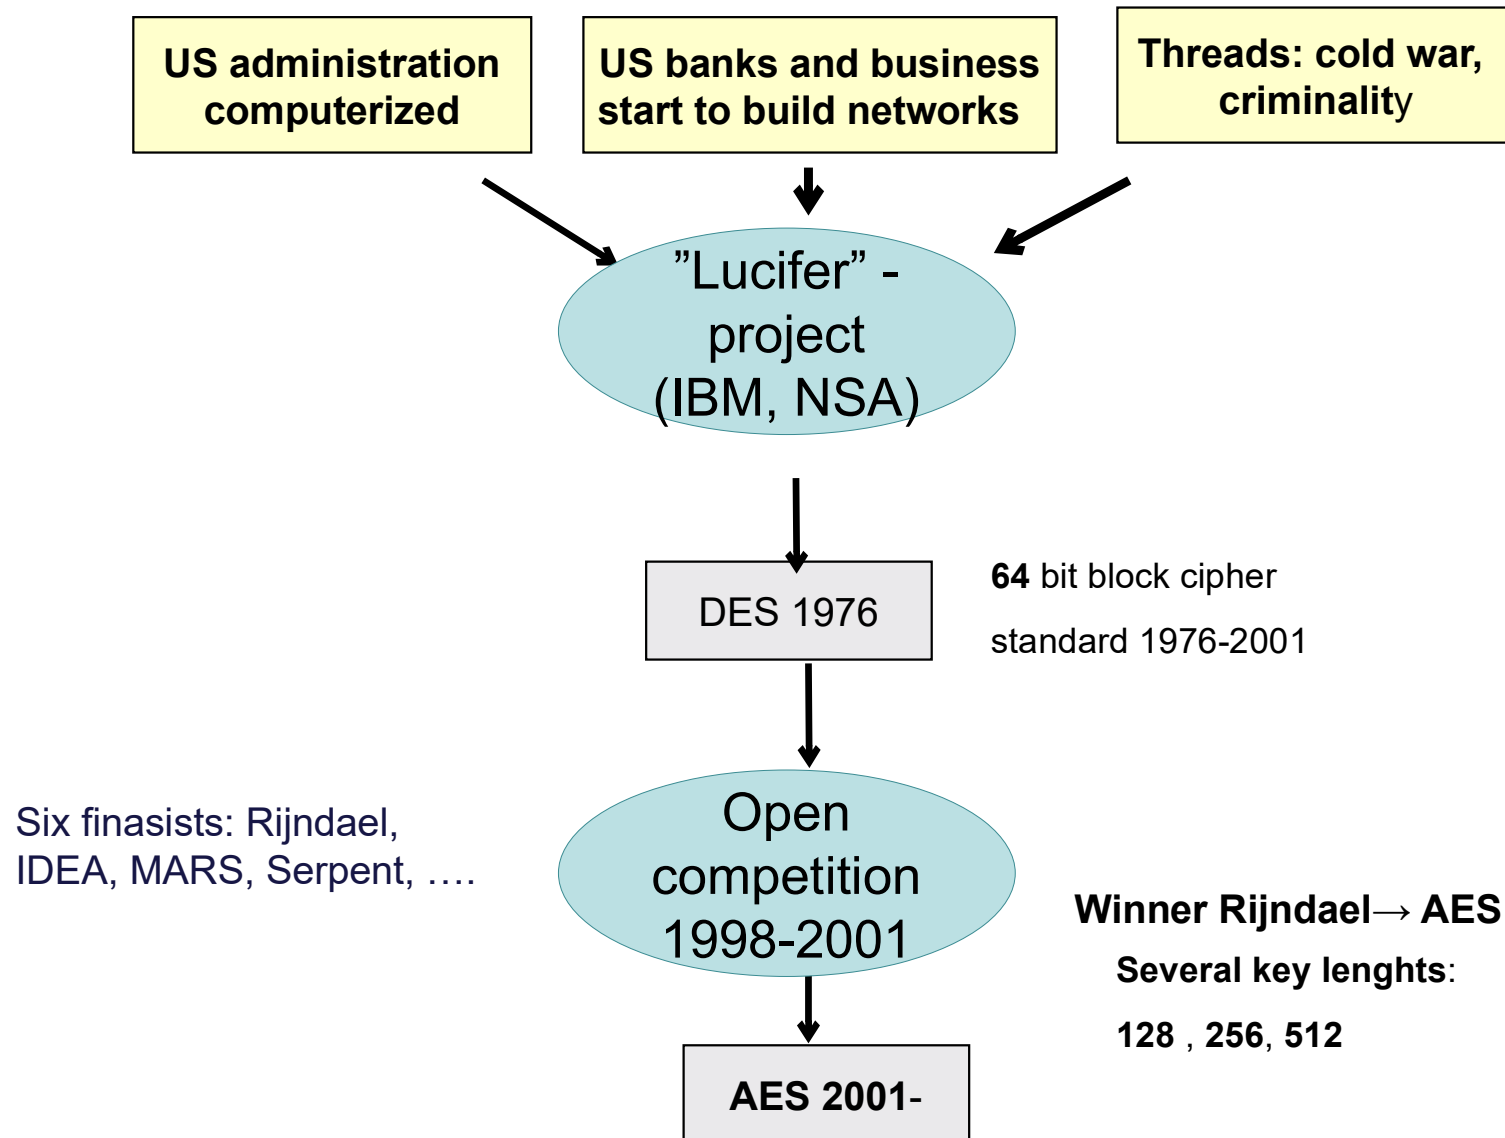 US administration
computerized
US banks and business
start to build networks
Threads: cold war,
criminality
”Lucifer” -
project
(IBM, NSA)
DES 1976
64 bit block cipher
standard 1976-2001
Six finasists: Rijndael,
IDEA, MARS, Serpent, ….
Open
competition
1998-2001
Winner Rijndael→ AES
Several key lenghts:
128 , 256, 512
AES 2001-